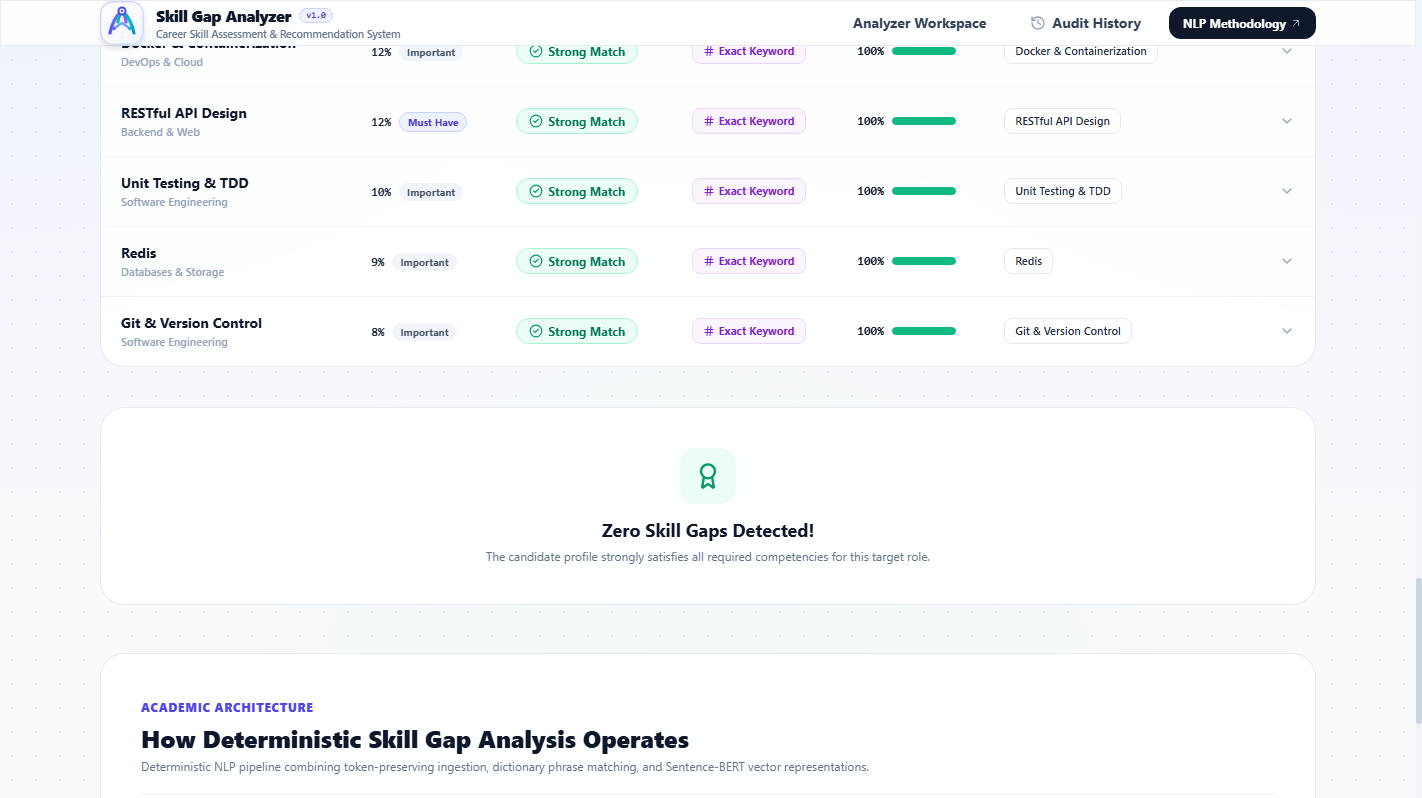 Skill Gap Analyzer v1.0
Career Skill Assessment & Recommendation System
Analyzer Workspace
Audit History
NLP Methodology
Docker & Containerization
DevOps & Cloud
12% Important Strong Match # Exact Keyword 100% Docker & Containerization
RESTful API Design
Backend & Web
12% Must Have Strong Match # Exact Keyword 100% RESTful API Design
Unit Testing & TDD
Software Engineering
10% Important Strong Match # Exact Keyword 100% Unit Testing & TDD
Redis
Databases & Storage
9% Important Strong Match # Exact Keyword 100% Redis
Git & Version Control
Software Engineering
8% Important Strong Match # Exact Keyword 100% Git & Version Control
Zero Skill Gaps Detected!
The candidate profile strongly satisfies all required competencies for this target role.
ACADEMIC ARCHITECTURE
How Deterministic Skill Gap Analysis Operates
Deterministic NLP pipeline combining token-preserving ingestion, dictionary phrase matching, and Sentence-BERT vector representations.